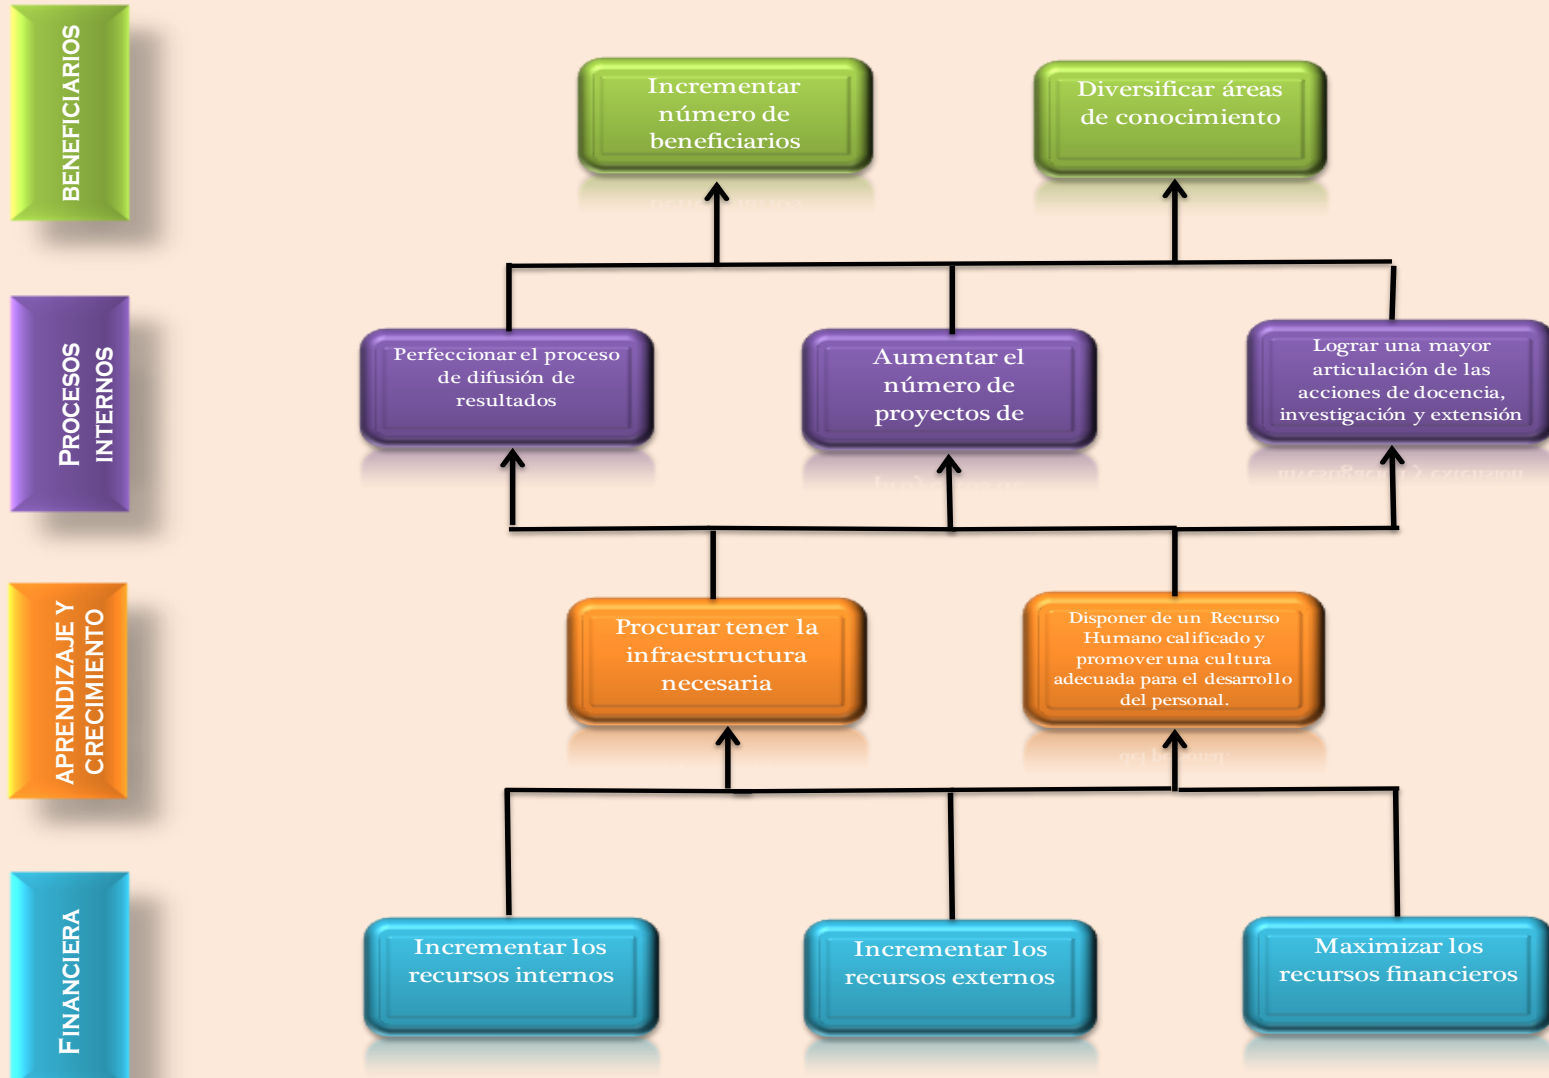 BENEFICIARIOS
Incrementar
número de
beneficiarios
Diversificar áreas
de conocimiento
PROCESOS
INTERNOS
Perfeccionar el proceso
de difusión de
resultados
Aumentar el
número de
proyectos de
Lograr una mayor
articulación de las
acciones de docencia,
investigación y extensión
APRENDIZAJE Y
CRECIMIENTO
Procurar tener la
infraestructura
necesaria
Disponer de un Recurso
Humano calificado y
promover una cultura
adecuada para el desarrollo
del personal.
FINANCIERA
Incrementar los
recursos internos
Incrementar los
recursos externos
Maximizar los
recursos financieros